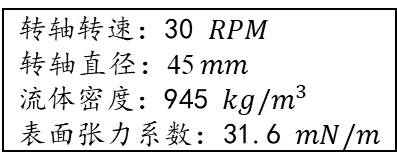 转轴转速：30 RPM
转轴直径：45 mm
流体密度：945 kg/m³
表面张力系数：31.6 mN/m